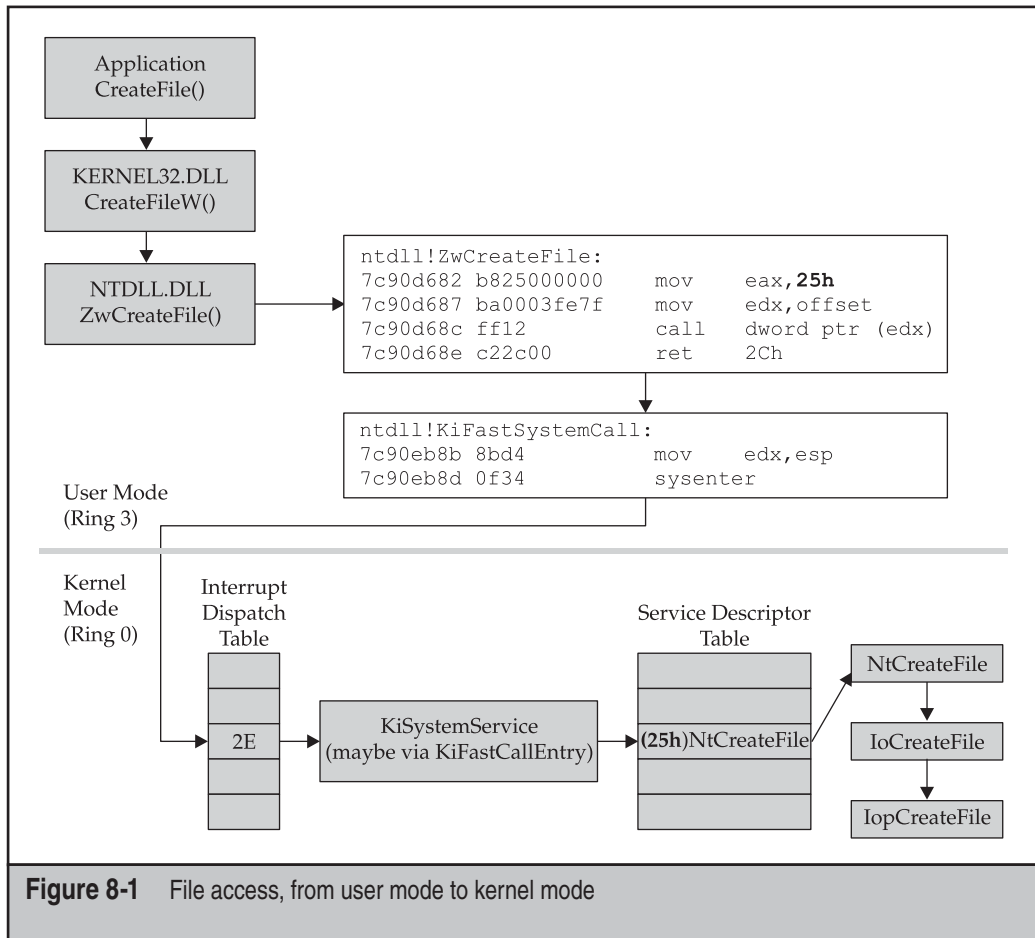 Application
CreateFile()
KERNEL32.DLL
CreateFileW()
NTDLL.DLL
ZwCreateFile()
ntdll!ZwCreateFile:
7c90d682 b825000000 mov eax,25h
7c90d687 ba0003fe7f mov edx,offset
7c90d68c ff12 call dword ptr (edx)
7c90d68e c22c00 ret 2Ch
ntdll!KiFastSystemCall:
7c90eb8b 8bd4 mov edx,esp
7c90eb8d 0f34 sysenter
User Mode
(Ring 3)
Kernel
Mode
(Ring 0)
Interrupt
Dispatch
Table
2E
KiSystemService
(maybe via KiFastCallEntry)
Service Descriptor
Table
(25h)NtCreateFile
NtCreateFile
IoCreateFile
IopCreateFile
Figure 8-1 File access, from user mode to kernel mode